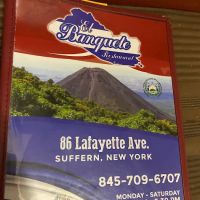 El
Banquete
Restaurant
86 Lafayette Ave.
SUFFERN, NEW YORK
845-709-6707
MONDAY - SATURDAY